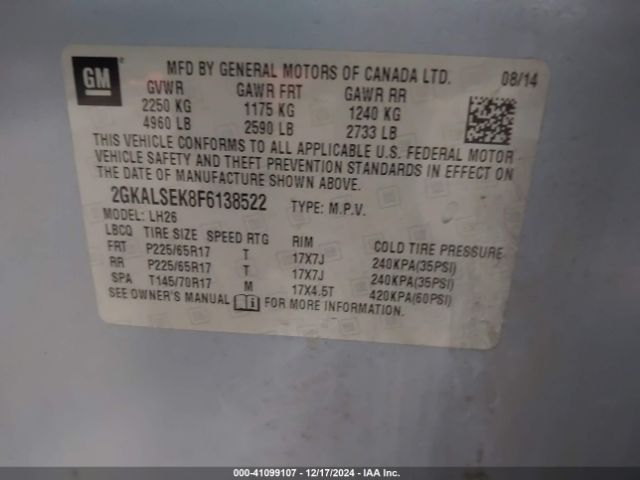 GM
MFD BY GENERAL MOTORS OF CANADA LTD. 08/14
GVWR GAWR FRT GAWR RR
2250 KG 1175 KG 1240 KG
4960 LB 2590 LB 2733 LB
THIS VEHICLE CONFORMS TO ALL APPLICABLE U.S. FEDERAL MOTOR
VEHICLE SAFETY AND THEFT PREVENTION STANDARDS IN EFFECT ON
THE DATE OF MANUFACTURE SHOWN ABOVE.
2GKALSEK8F6138522 TYPE: M.P.V.
MODEL: LH26
LBCQ TIRE SIZE SPEED RTG RIM COLD TIRE PRESSURE
FRT P225/65R17 T 17X7J 240KPA(35PSI)
RR P225/65R17 T 17X7J 240KPA(35PSI)
SPA T145/70R17 M 17X4.5T 420KPA(60PSI)
SEE OWNER'S MANUAL FOR MORE INFORMATION.
000-41099107 - 12/17/2024 - IAA Inc.